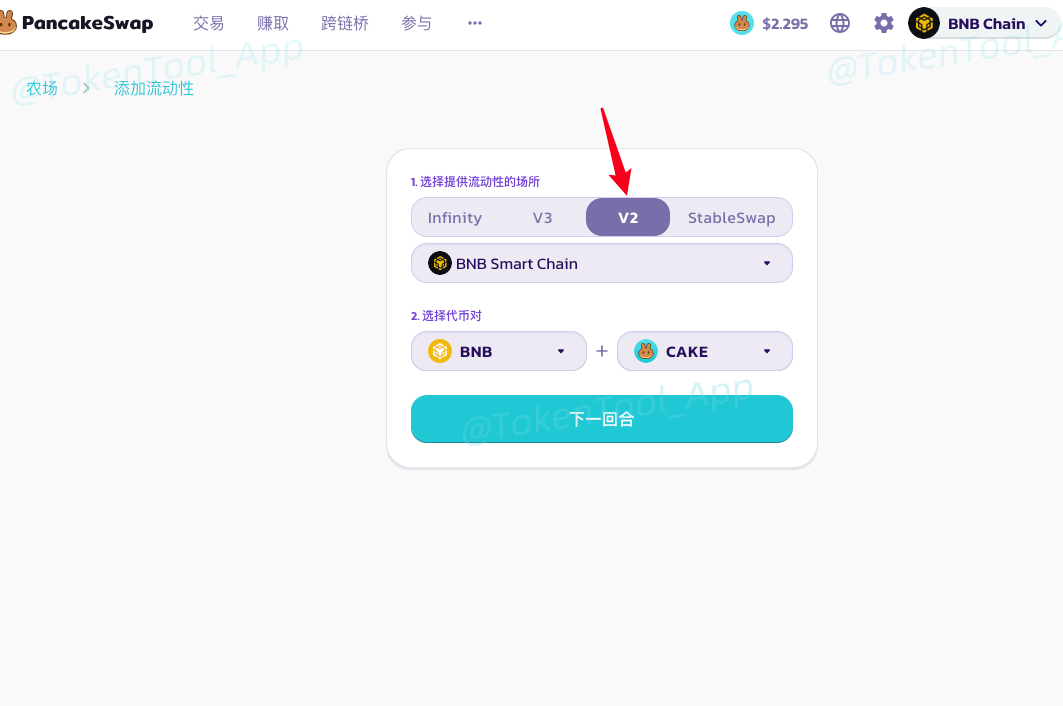 PancakeSwap 交易 赚取 跨链桥 参与 ... $2.295 BNB Chain
@TokenTool_App
@TokenTool_A
农场 > 添加流动性
1. 选择提供流动性的场所
Infinity V3 V2 StableSwap
BNB Smart Chain
2. 选择代币对
BNB + CAKE
下一回合
@TokenTool_App